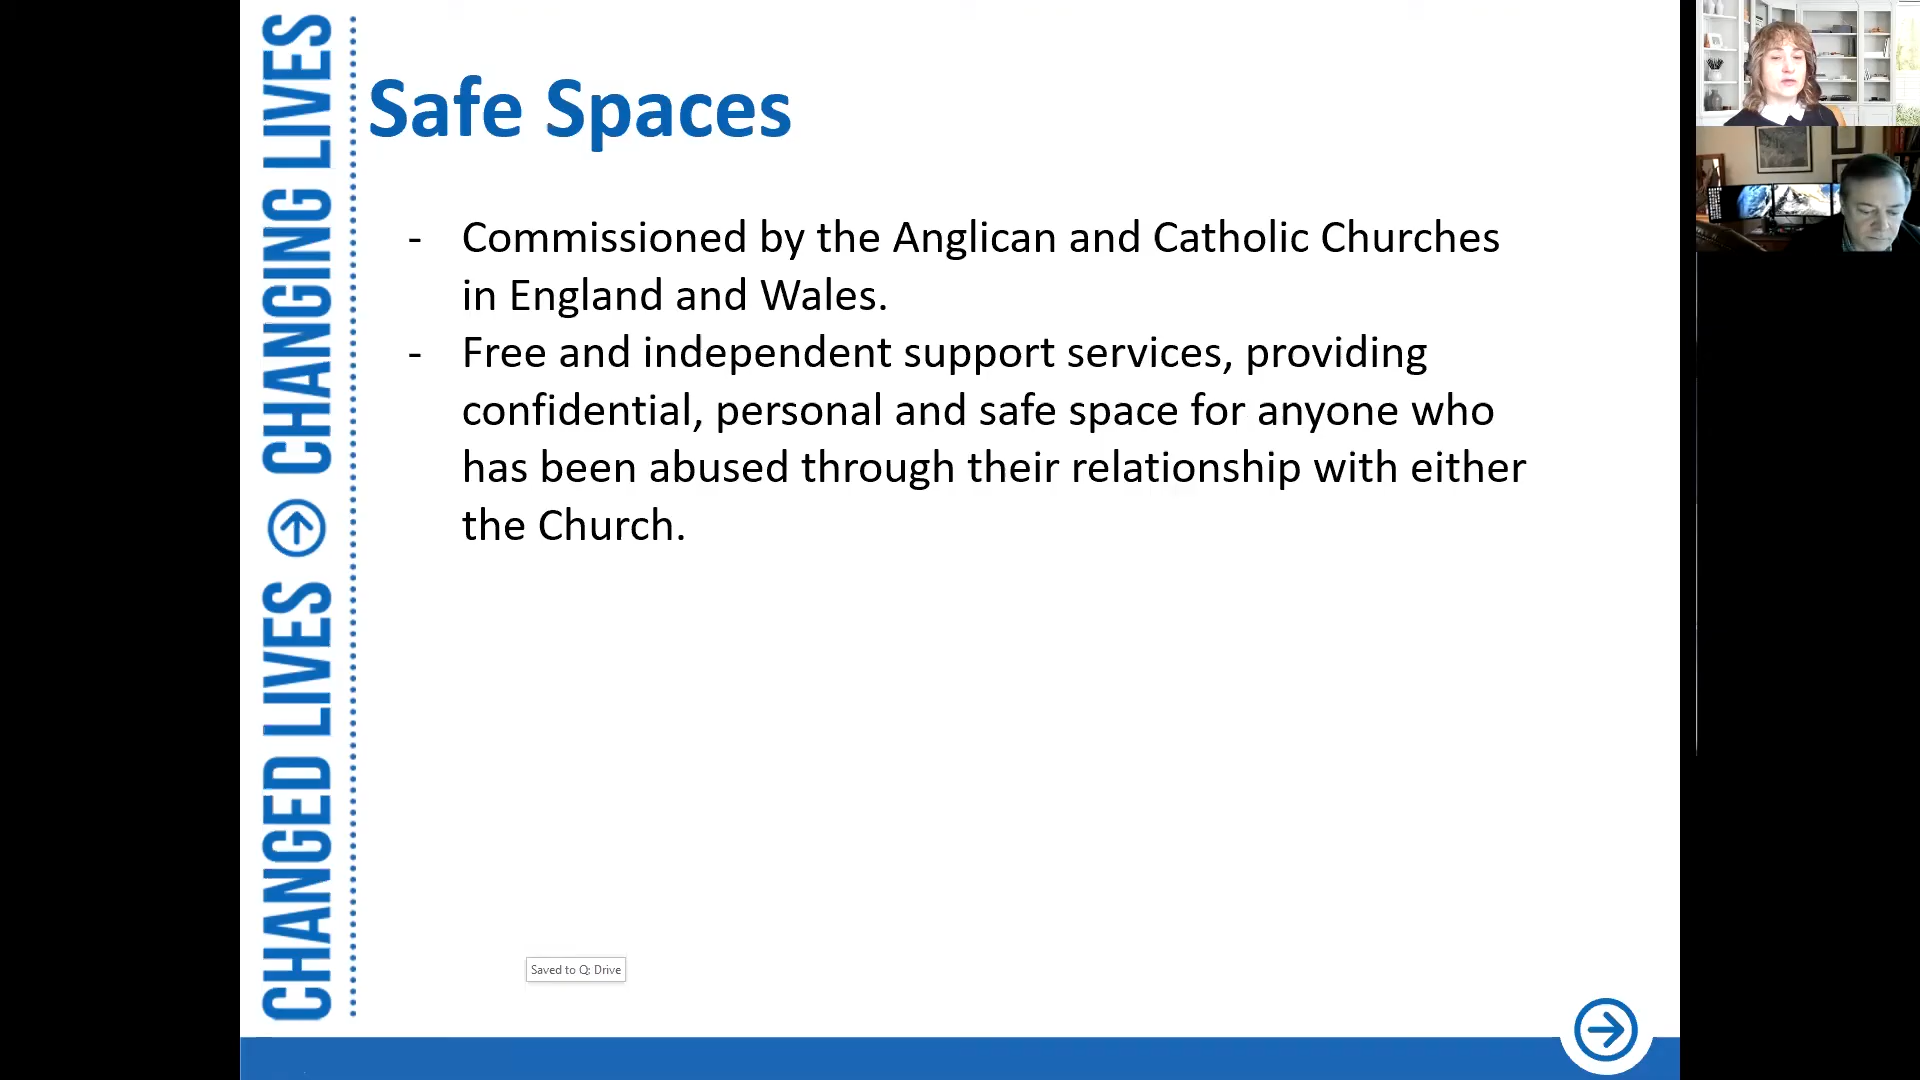 CHANGED LIVES CHANGING LIVES
Safe Spaces
- Commissioned by the Anglican and Catholic Churches
in England and Wales.
- Free and independent support services, providing
confidential, personal and safe space for anyone who
has been abused through their relationship with either
the Church.
Saved to Q: Drive